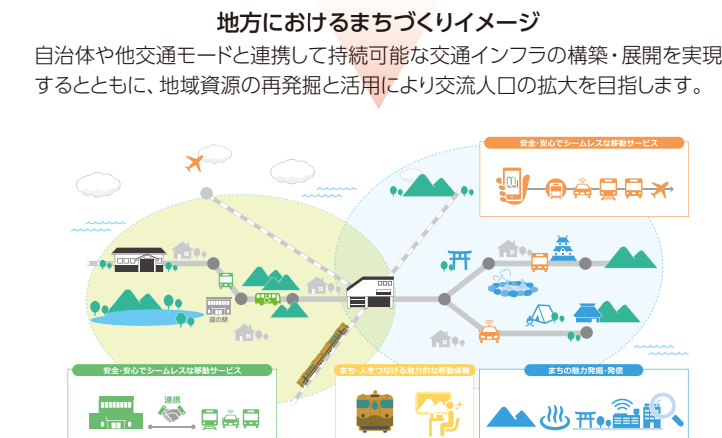 地方におけるまちづくりイメージ
自治体や他交通モードと連携して持続可能な交通インフラの構築・展開を実現
するとともに、地域資源の再発掘と活用により交流人口の拡大を目指します。
安全・安心でシームレスな移動サービス
道の駅
安全・安心でシームレスな移動サービス
連携
まち・人をつなげる魅力的な移動体験
まちの魅力発掘・発信